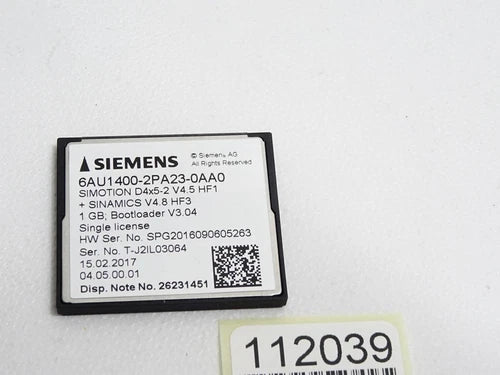 SIEMENS
© Siemens AG
All Rights Reserved
6AU1400-2PA23-0AA0
SIMOTION D4x5-2 V4.5 HF1
+ SINAMICS V4.8 HF3
1 GB; Bootloader V3.04
Single license
HW Ser. No. SPG2016090605263
Ser. No. T-J2IL03064
15.02.2017
04.05.00.01
Disp. Note No. 26231451
112039